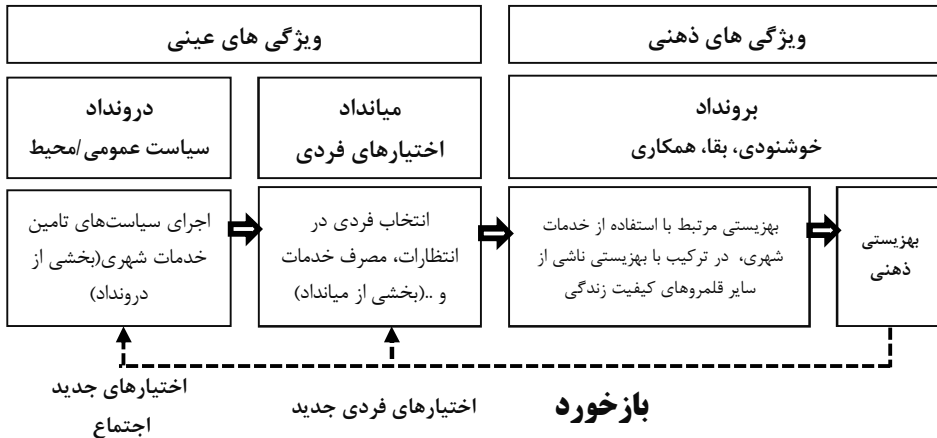 ویژگی های ذهنی
ویژگی های عینی
برونداد
خوشنودی، بقا، همکاری
میانداد
اختیارهای فردی
درونداد
سیاست عمومی/محیط
بهزیستی
ذهنی
بهزیستی مرتبط با استفاده از خدمات
شهری، در ترکیب با بهزیستی ناشی از
سایر قلمروهای کیفیت زندگی
انتخاب فردی در
انتظارات، مصرف خدمات
و ..(بخشی از میانداد)
اجرای سیاست‌های تامین
خدمات شهری(بخشی از
درونداد)
بازخورد
اختیارهای فردی جدید
اختیارهای جدید
اجتماع